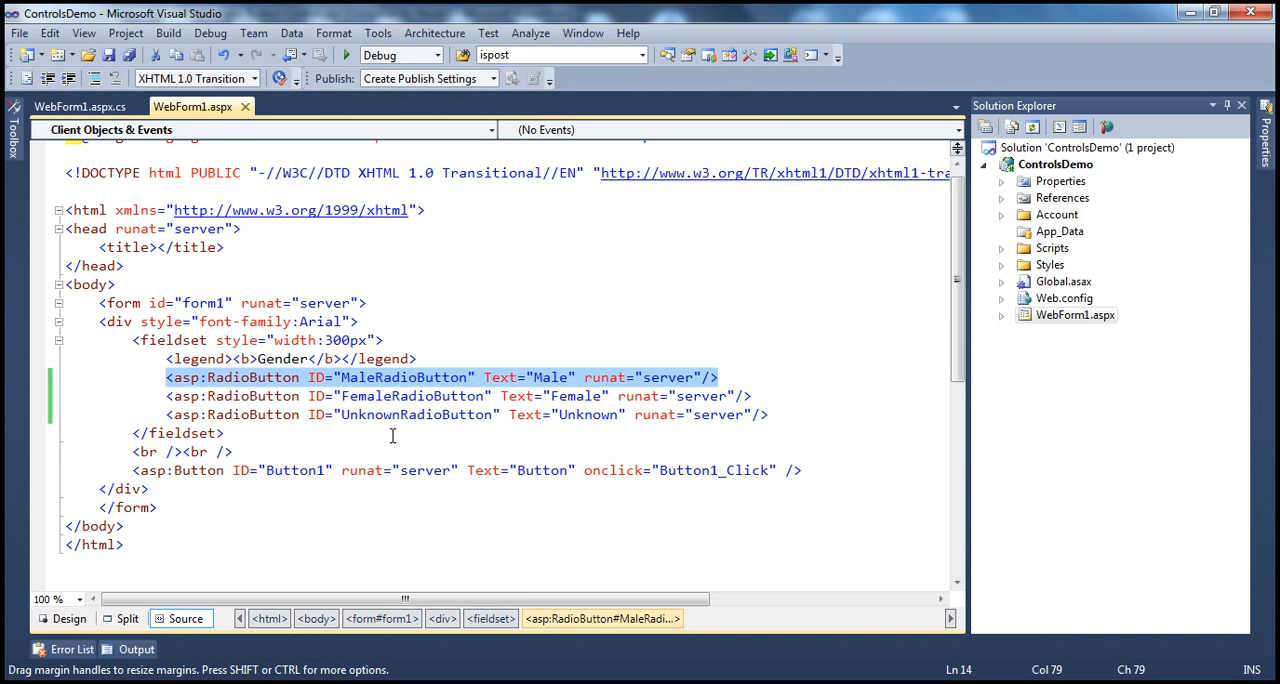 ControlsDemo - Microsoft Visual Studio
File Edit View Project Build Debug Team Data Format Tools Architecture Test Analyze Window Help
Debug ispost
XHTML 1.0 Transition Publish: Create Publish Settings
WebForm1.aspx.cs WebForm1.aspx
Client Objects & Events (No Events)
<!DOCTYPE html PUBLIC "-//W3C//DTD XHTML 1.0 Transitional//EN" "http://www.w3.org/TR/xhtml1/DTD/xhtml1-tra
<html xmlns="http://www.w3.org/1999/xhtml">
<head runat="server">
<title></title>
</head>
<body>
<form id="form1" runat="server">
<div style="font-family:Arial">
<fieldset style="width:300px">
<legend><b>Gender</b></legend>
<asp:RadioButton ID="MaleRadioButton" Text="Male" runat="server"/>
<asp:RadioButton ID="FemaleRadioButton" Text="Female" runat="server"/>
<asp:RadioButton ID="UnknownRadioButton" Text="Unknown" runat="server"/>
</fieldset>
<br /><br />
<asp:Button ID="Button1" runat="server" Text="Button" onclick="Button1_Click" />
</div>
</form>
</body>
</html>
100 %
Design Split Source <html> <body> <form#form1> <div> <fieldset> <asp:RadioButton#MaleRadi...>
Error List Output
Drag margin handles to resize margins. Press SHIFT or CTRL for more options. Ln 14 Col 79 Ch 79 INS
Toolbox
Solution Explorer
Solution 'ControlsDemo' (1 project)
ControlsDemo
Properties
References
Account
App_Data
Scripts
Styles
Global.asax
Web.config
WebForm1.aspx
Properties